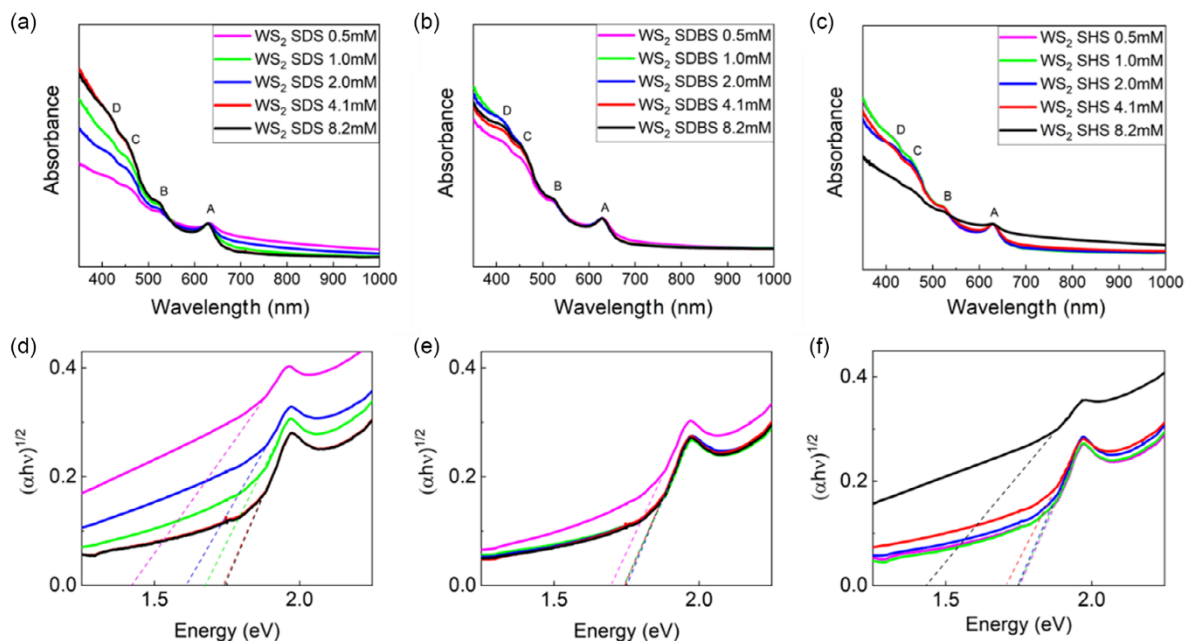 (a)
Absorbance
WS₂ SDS 0.5mM
WS₂ SDS 1.0mM
WS₂ SDS 2.0mM
WS₂ SDS 4.1mM
WS₂ SDS 8.2mM
D
C
B
A
400 500 600 700 800 900 1000
Wavelength (nm)
(b)
Absorbance
WS₂ SDBS 0.5mM
WS₂ SDBS 1.0mM
WS₂ SDBS 2.0mM
WS₂ SDBS 4.1mM
WS₂ SDBS 8.2mM
D
C
B
A
400 500 600 700 800 900 1000
Wavelength (nm)
(c)
Absorbance
WS₂ SHS 0.5mM
WS₂ SHS 1.0mM
WS₂ SHS 2.0mM
WS₂ SHS 4.1mM
WS₂ SHS 8.2mM
D
C
B
A
400 500 600 700 800 900 1000
Wavelength (nm)
(d)
(αhν)1/2
0.4
0.2
0.0
1.5 2.0
Energy (eV)
(e)
(αhν)1/2
0.4
0.2
0.0
1.5 2.0
Energy (eV)
(f)
(αhν)1/2
0.4
0.2
0.0
1.5 2.0
Energy (eV)